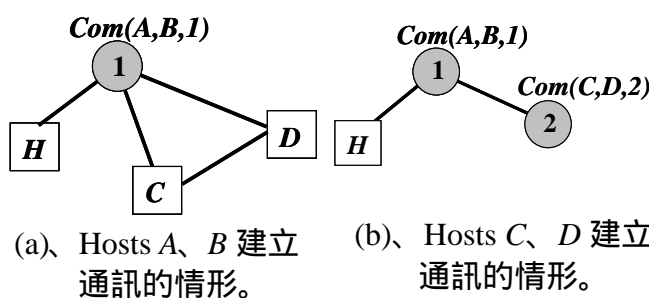 Com(A,B,1)
1
H
D
C
(a)、Hosts A、B 建立
通訊的情形。
Com(A,B,1)
1
Com(C,D,2)
2
H
(b)、Hosts C、D 建立
通訊的情形。